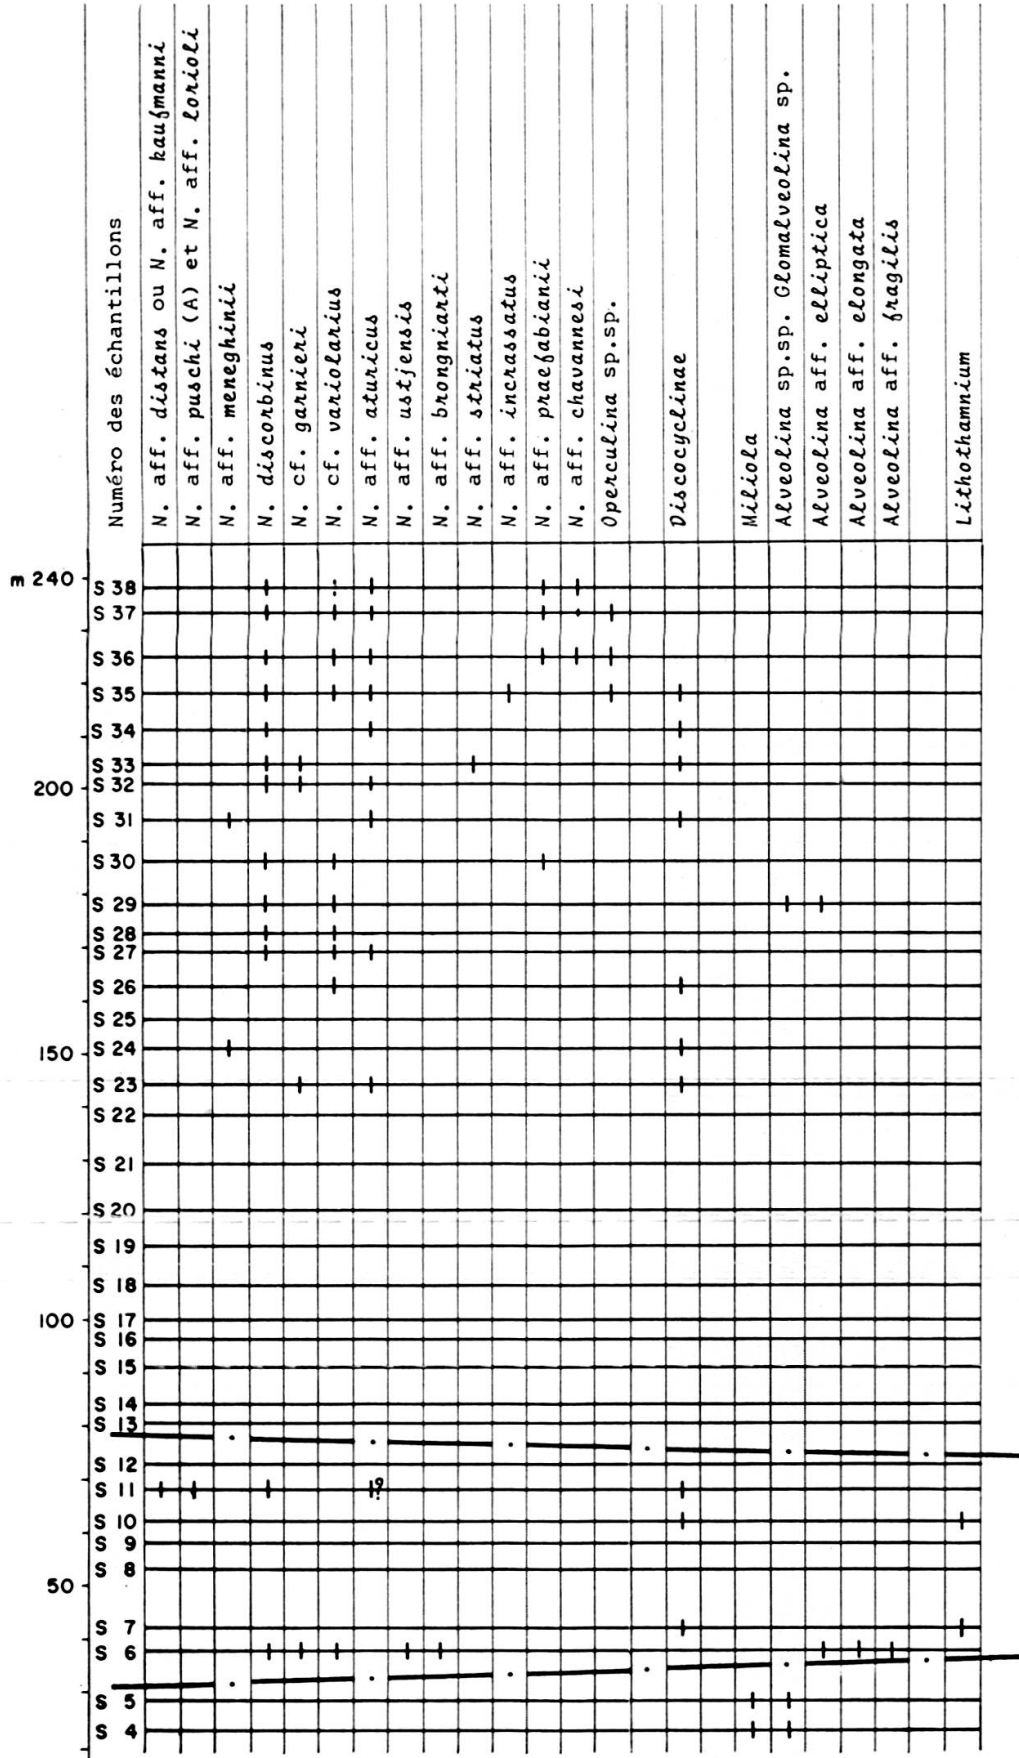 Numéro des échantillons
N. aff. distans ou N. aff. kaufmanni
N. aff. puschi (A) et N. aff. lorioli
N. aff. meneghinii
N. discorbinus
N. cf. garnieri
N. cf. variolarius
N. aff. aturicus
N. aff. ustjensis
N. aff. brongniarti
N. aff. striatus
N. aff. incrassatus
N. aff. praefabianii
N. aff. chavannesi
Operculina sp.sp.
Discocyclinae
Miliola
Alveolina sp.sp. Glomalveolina sp.
Alveolina aff. elliptica
Alveolina aff. elongata
Alveolina aff. fragilis
Lithothamnium
m 240
S 38
S 37
S 36
S 35
S 34
S 33
200
S 32
S 31
S 30
S 29
S 28
S 27
S 26
S 25
150
S 24
S 23
S 22
S 21
S 20
S 19
S 18
100
S 17
S 16
S 15
S 14
S 13
S 12
S 11
?
S 10
S 9
S 8
50
S 7
S 6
S 5
S 4